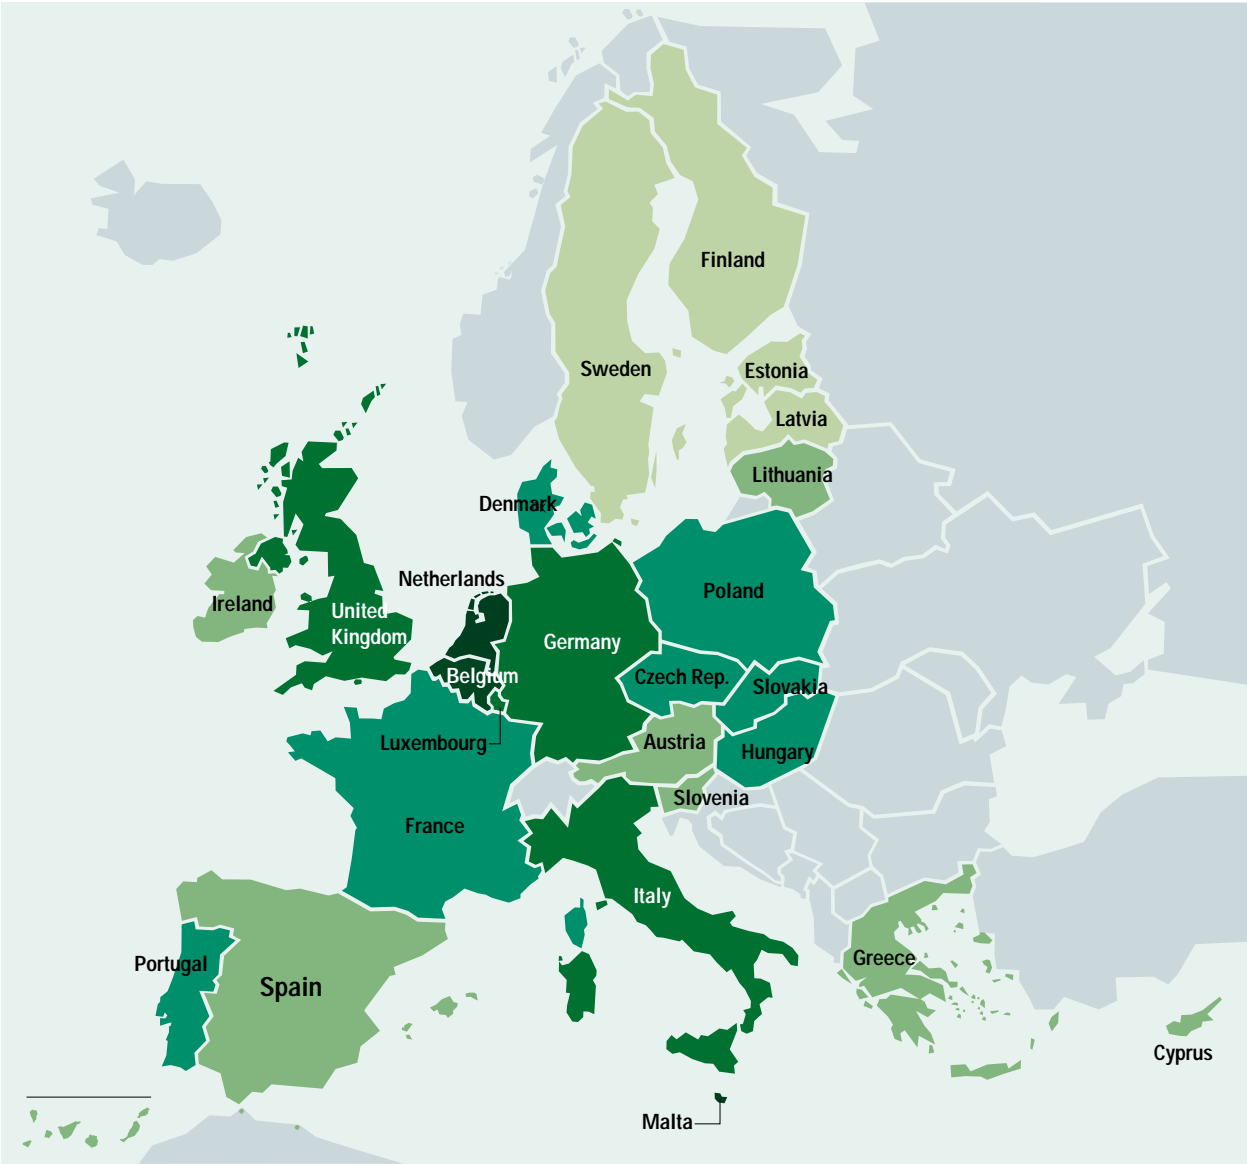 Finland
Sweden
Estonia
Latvia
Lithuania
Denmark
Netherlands
Poland
Ireland
United
Kingdom
Germany
Belgium
Czech Rep.
Slovakia
Luxembourg
Austria
Hungary
Slovenia
France
Italy
Portugal
Spain
Greece
Cyprus
Malta